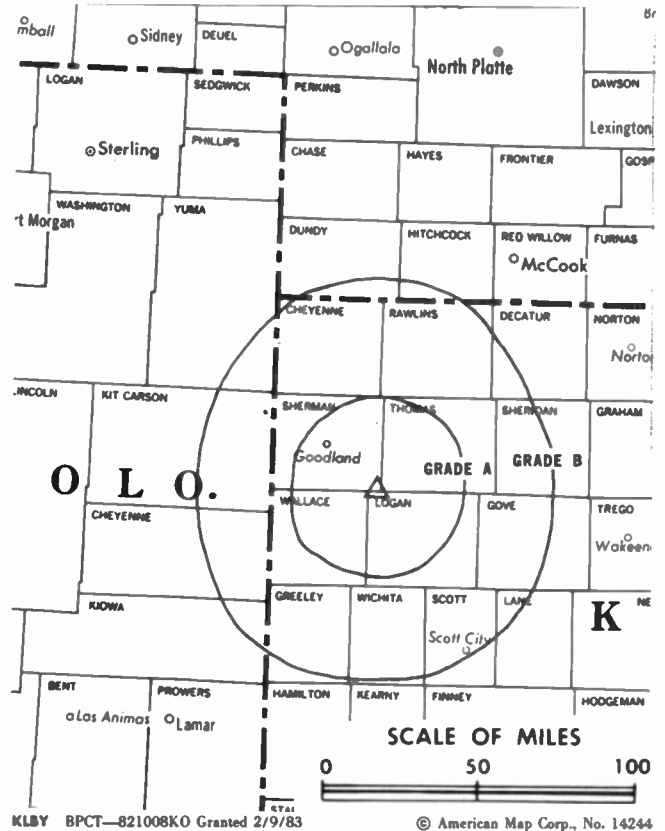 mball
Sidney
DEUEL
Ogallala
North Platte
LOGAN
SEDGWICK
PERKINS
DAWSON
Sterling
PHILLIPS
Lexington
CHASE
HAYES
FRONTIER
GOSP
WASHINGTON
YUMA
rt Morgan
DUNDY
HITCHCOCK
RED WILLOW
FURNAS
McCook
CHEYENNE
RAWLINS
DECATUR
NORTON
Norto
LINCOLN
KIT CARSON
SHERMAN
THOMAS
SHERIDAN
GRAHAM
Goodland
GRADE A
GRADE B
O L O.
WALLACE
LOGAN
GOVE
TREGO
CHEYENNE
Wakeen
GREELEY
WICHITA
SCOTT
LANE
K
NE
KIOWA
Scott City
BENT
PROWERS
HAMILTON
KEARNY
FINNEY
HODGEMAN
Las Animas
Lamar
SCALE OF MILES
0 50 100
KLBY BPCT—821008KO Granted 2/9/83
© American Map Corp., No. 14244